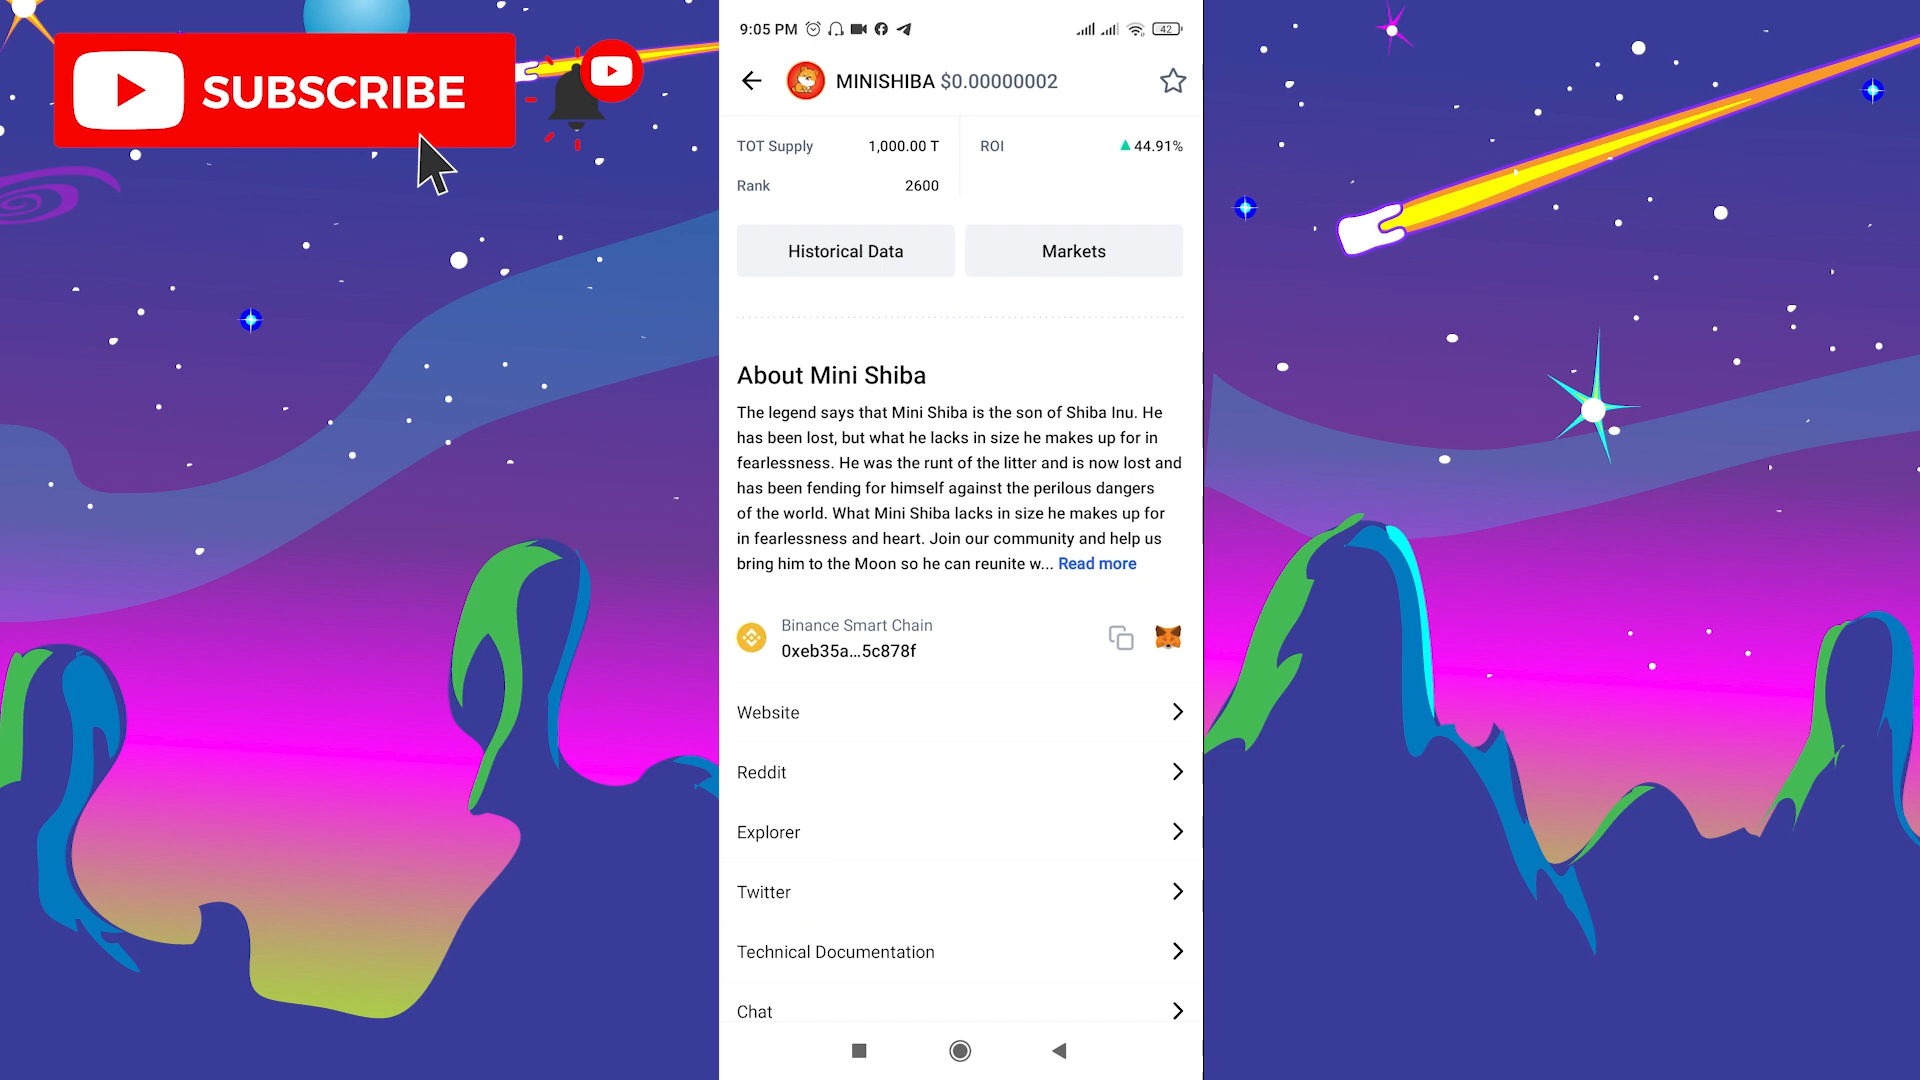 SUBSCRIBE
9:05 PM
42
MINISHIBA $0.00000002
TOT Supply 1,000.00 T
ROI 44.91%
Rank 2600
Historical Data
Markets
About Mini Shiba
The legend says that Mini Shiba is the son of Shiba Inu. He
has been lost, but what he lacks in size he makes up for in
fearlessness. He was the runt of the litter and is now lost and
has been fending for himself against the perilous dangers
of the world. What Mini Shiba lacks in size he makes up for
in fearlessness and heart. Join our community and help us
bring him to the Moon so he can reunite w... Read more
Binance Smart Chain
0xeb35a...5c878f
Website
Reddit
Explorer
Twitter
Technical Documentation
Chat